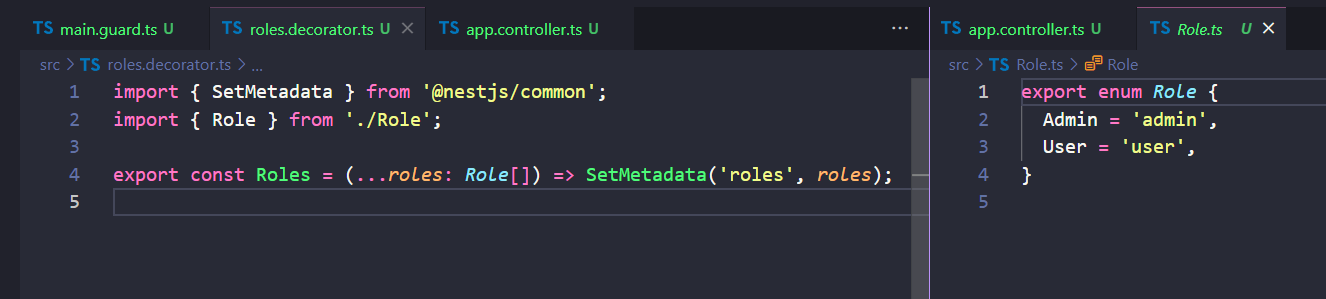 TS main.guard.ts U
TS roles.decorator.ts U ×
TS app.controller.ts U
...
src > TS roles.decorator.ts > ...
1 import { SetMetadata } from '@nestjs/common';
2 import { Role } from './Role';
3
4 export const Roles = (...roles: Role[]) => SetMetadata('roles', roles);
5
TS app.controller.ts U
TS Role.ts U ×
src > TS Role.ts > Role
1 export enum Role {
2   Admin = 'admin',
3   User = 'user',
4 }
5